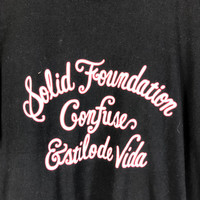 Solid Foundation
Confuse
Estilo de Vida